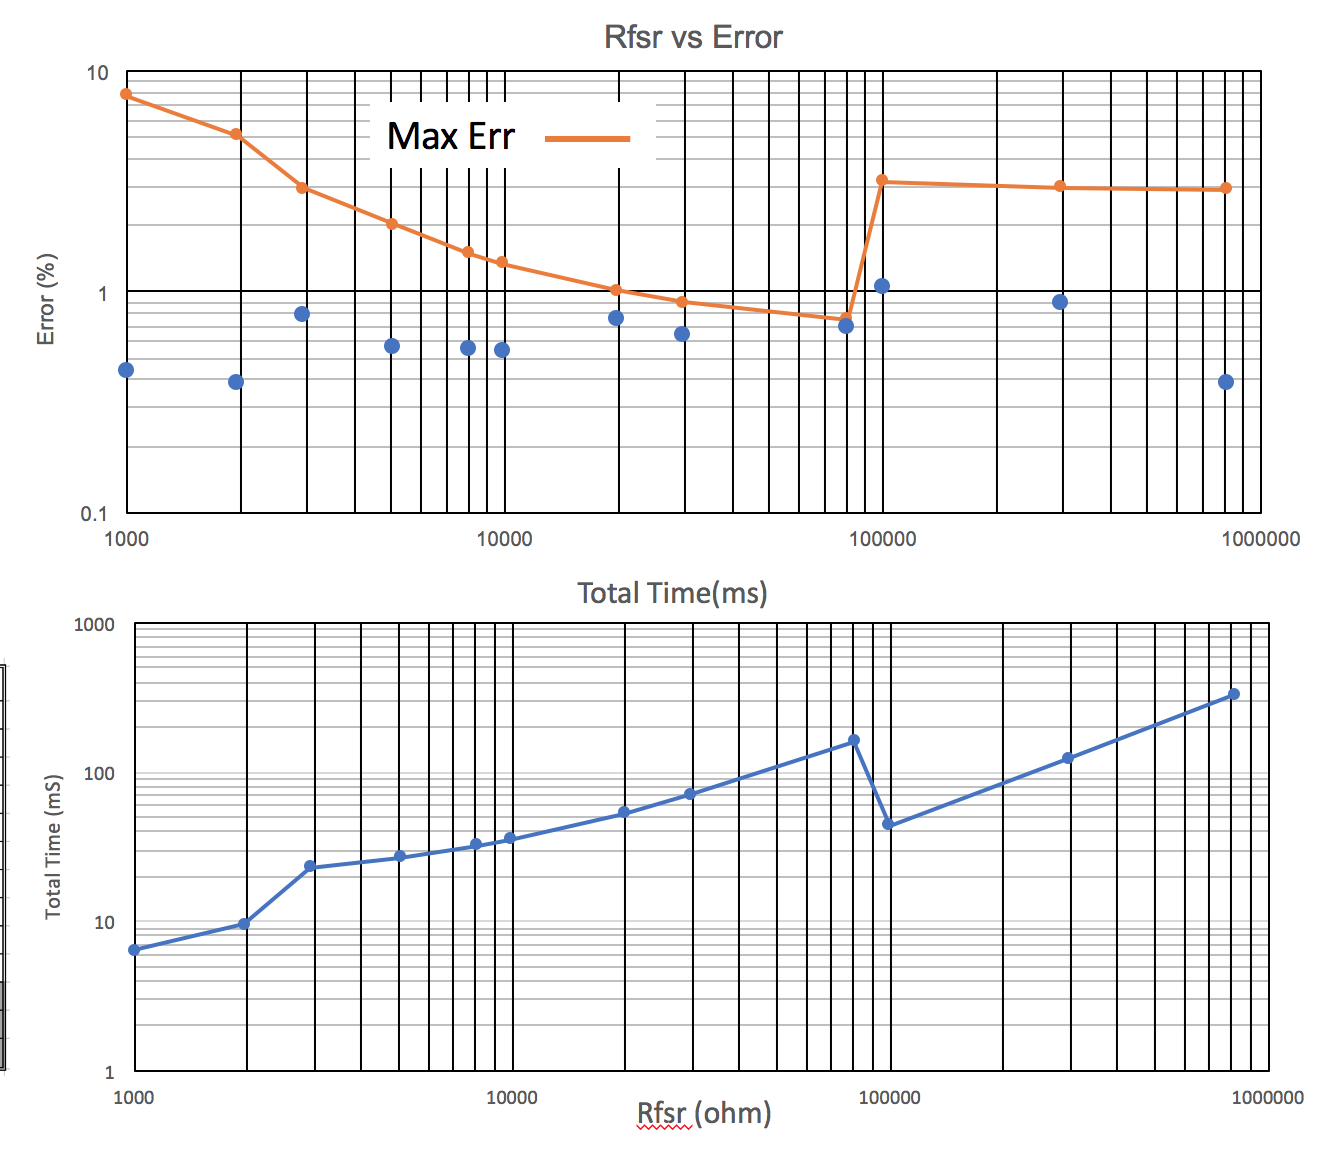 Rfsr vs Error
10
Max Err
1
Error (%)
0.1
1000 10000 100000 1000000
Total Time(ms)
1000
100
Total Time (mS)
10
1
1000 10000 100000 1000000
Rfsr (ohm)